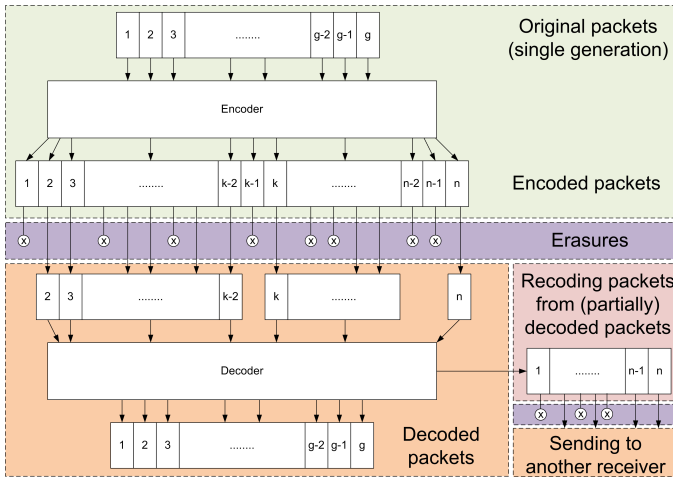 1 2 3 ........ g-2 g-1 g
Original packets
(single generation)
Encoder
1 2 3 ........ k-2 k-1 k ........ n-2 n-1 n
Encoded packets
x x x x x x x x
Erasures
2 3 ........ k-2 k ........ n
Recoding packets
from (partially)
decoded packets
Decoder
1 ........ n-1 n
x x x
1 2 3 ........ g-2 g-1 g
Decoded
packets
Sending to
another receiver